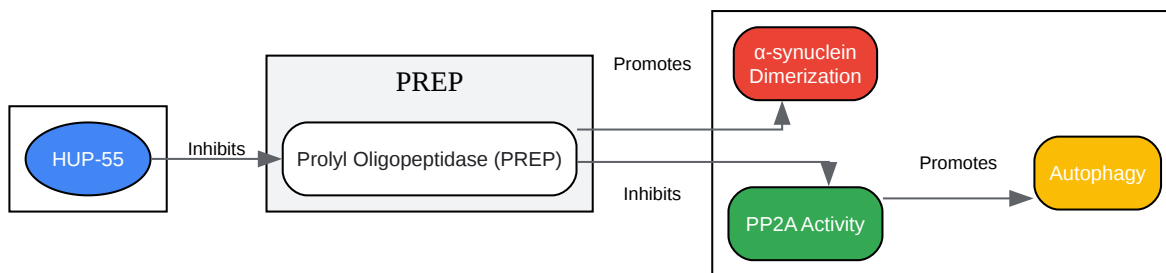 HUP-55
Inhibits
PREP
Prolyl Oligopeptidase (PREP)
Promotes
Inhibits
α-synuclein
Dimerization
PP2A Activity
Promotes
Autophagy